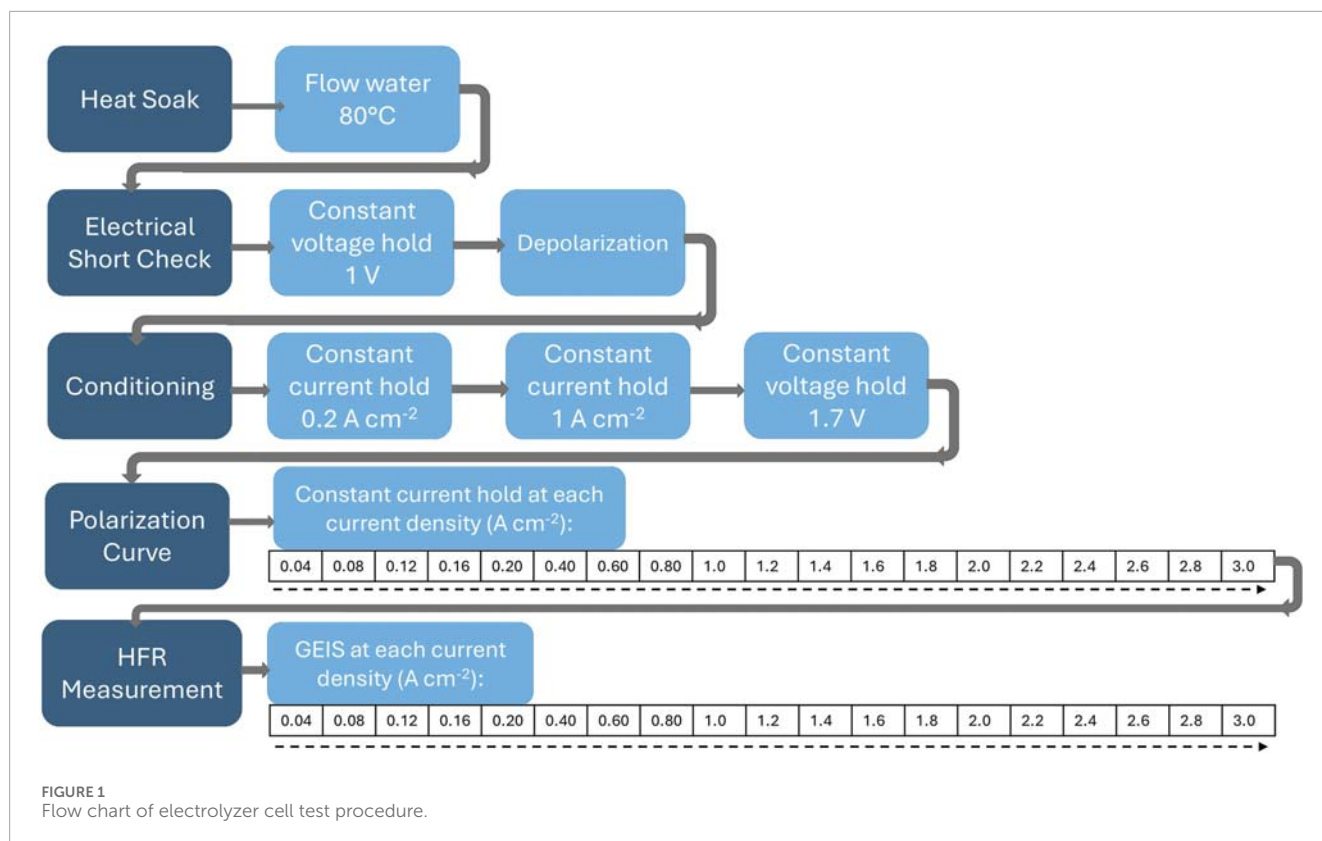 Heat Soak
Flow water
80°C
Electrical
Short Check
Constant
voltage hold
1 V
Depolarization
Conditioning
Constant
current hold
0.2 A cm⁻²
Constant
current hold
1 A cm⁻²
Constant
voltage hold
1.7 V
Polarization
Curve
Constant current hold at each
current density (A cm⁻²):
0.04 0.08 0.12 0.16 0.20 0.40 0.60 0.80 1.0 1.2 1.4 1.6 1.8 2.0 2.2 2.4 2.6 2.8 3.0
HFR
Measurement
GEIS at each current
density (A cm⁻²):
0.04 0.08 0.12 0.16 0.20 0.40 0.60 0.80 1.0 1.2 1.4 1.6 1.8 2.0 2.2 2.4 2.6 2.8 3.0
FIGURE 1
Flow chart of electrolyzer cell test procedure.